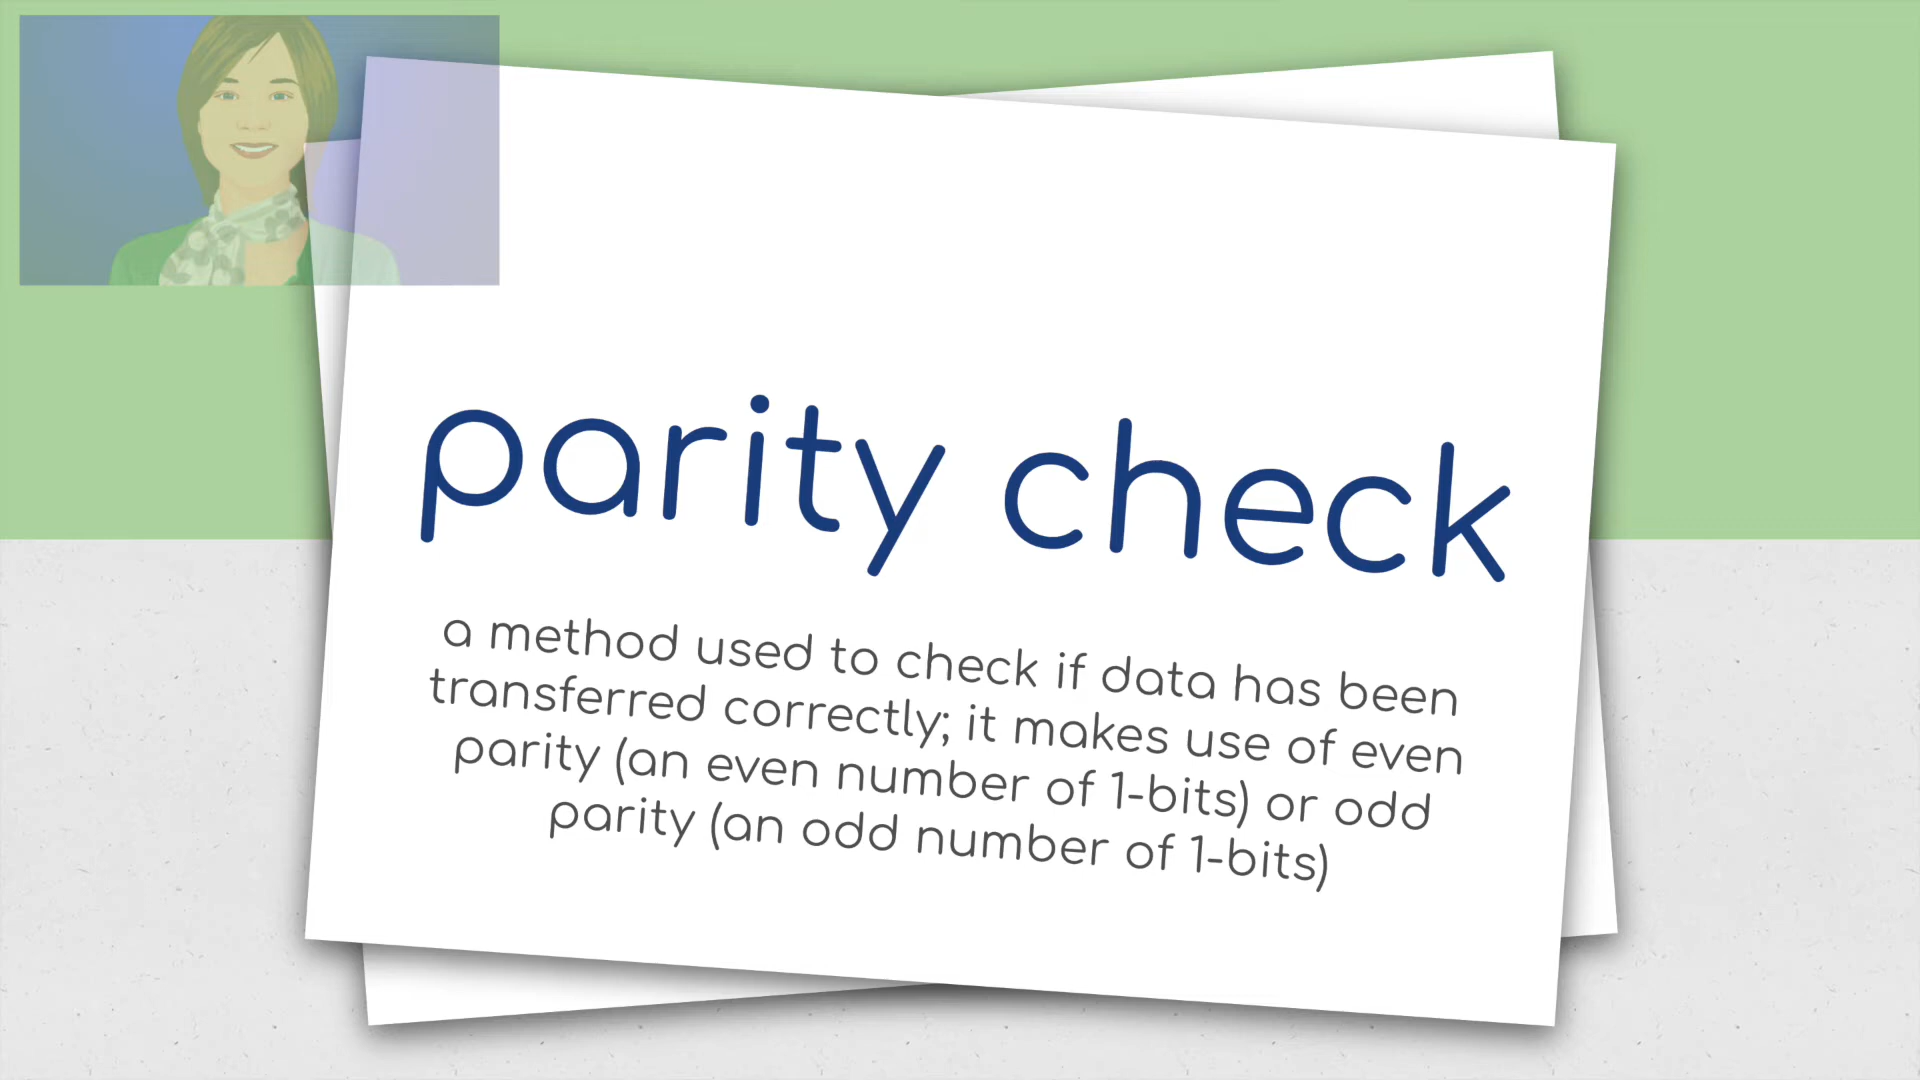 parity check
a method used to check if data has been
transferred correctly; it makes use of even
parity (an even number of 1-bits) or odd
parity (an odd number of 1-bits)